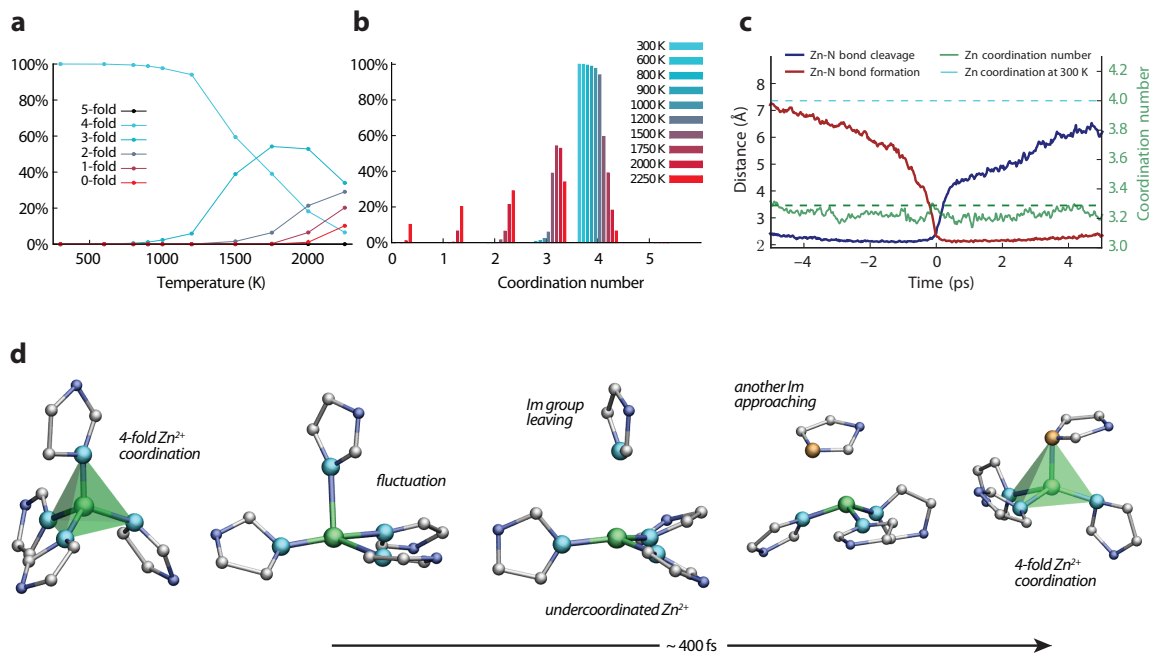 a
100%
80%
60%
40%
20%
0%
5-fold
4-fold
3-fold
2-fold
1-fold
0-fold
500
1000
1500
2000
Temperature (K)
b
100%
80%
60%
40%
20%
0%
0
1
2
3
4
5
Coordination number
300 K
600 K
800 K
900 K
1000 K
1200 K
1500 K
1750 K
2000 K
2250 K
c
Zn-N bond cleavage
Zn-N bond formation
Zn coordination number
Zn coordination at 300 K
8
7
6
5
4
3
2
Distance (Å)
4.2
4.0
3.8
3.6
3.4
3.2
3.0
Coordination number
−4
−2
0
2
4
Time (ps)
d
4-fold Zn²⁺
coordination
fluctuation
Im group
leaving
undercoordinated Zn²⁺
another Im
approaching
4-fold Zn²⁺
coordination
~ 400 fs